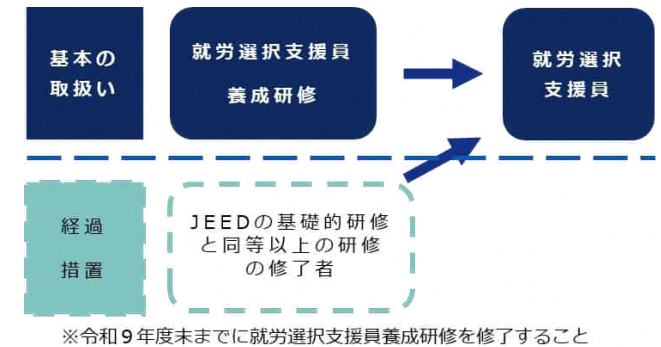 基本の
取扱い
就労選択支援員
養成研修
就労選択
支援員
経過
措置
JEEDの基礎的研修
と同等以上の研修
の修了者
※令和９年度末までに就労選択支援員養成研修を修了すること